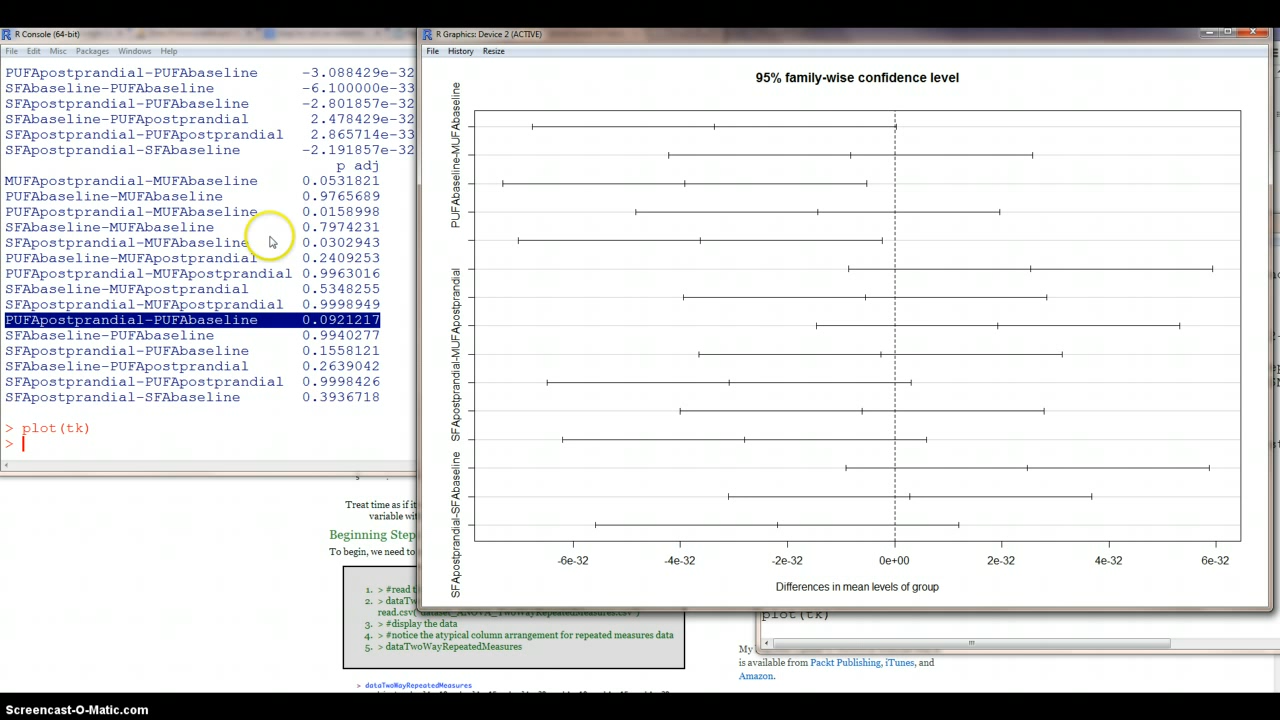 R Console (64-bit)
File Edit Misc Packages Windows Help
PUFApostprandial-PUFAbaseline -3.088429e-32
SFAbaseline-PUFAbaseline -6.100000e-33
SFApostprandial-PUFAbaseline -2.801857e-32
SFAbaseline-PUFApostprandial 2.478429e-32
SFApostprandial-PUFApostprandial 2.865714e-33
SFApostprandial-SFAbaseline -2.191857e-32
p adj
MUFApostprandial-MUFAbaseline 0.0531821
PUFAbaseline-MUFAbaseline 0.9765689
PUFApostprandial-MUFAbaseline 0.0158998
SFAbaseline-MUFAbaseline 0.7974231
SFApostprandial-MUFAbaseline 0.0302943
PUFAbaseline-MUFApostprandial 0.2409253
PUFApostprandial-MUFApostprandial 0.9963016
SFAbaseline-MUFApostprandial 0.5348255
SFApostprandial-MUFApostprandial 0.9998949
PUFApostprandial-PUFAbaseline 0.0921217
SFAbaseline-PUFAbaseline 0.9940277
SFApostprandial-PUFAbaseline 0.1558121
SFAbaseline-PUFApostprandial 0.2639042
SFApostprandial-PUFApostprandial 0.9998426
SFApostprandial-SFAbaseline 0.3936718
> plot(tk)
>
R Graphics: Device 2 (ACTIVE)
File History Resize
95% family-wise confidence level
PUFAbaseline-MUFAbaseline
SFApostprandial-MUFApostprandial
SFApostprandial-SFAbaseline
-6e-32 -4e-32 -2e-32 0e+00 2e-32 4e-32 6e-32
Differences in mean levels of group
Treat time as if it
variable with
Beginning Step
To begin, we need to
1. > #read th
2. > dataTw
read.csv("dataset_ANOVA_TwoWayRepeatedMeasures.csv")
3. > #display the data
4. > #notice the atypical column arrangement for repeated measures data
5. > dataTwoWayRepeatedMeasures
> dataTwoWayRepeatedMeasures
plot(tk)
My
is available from Packt Publishing, iTunes, and
Amazon.
Screencast-O-Matic.com